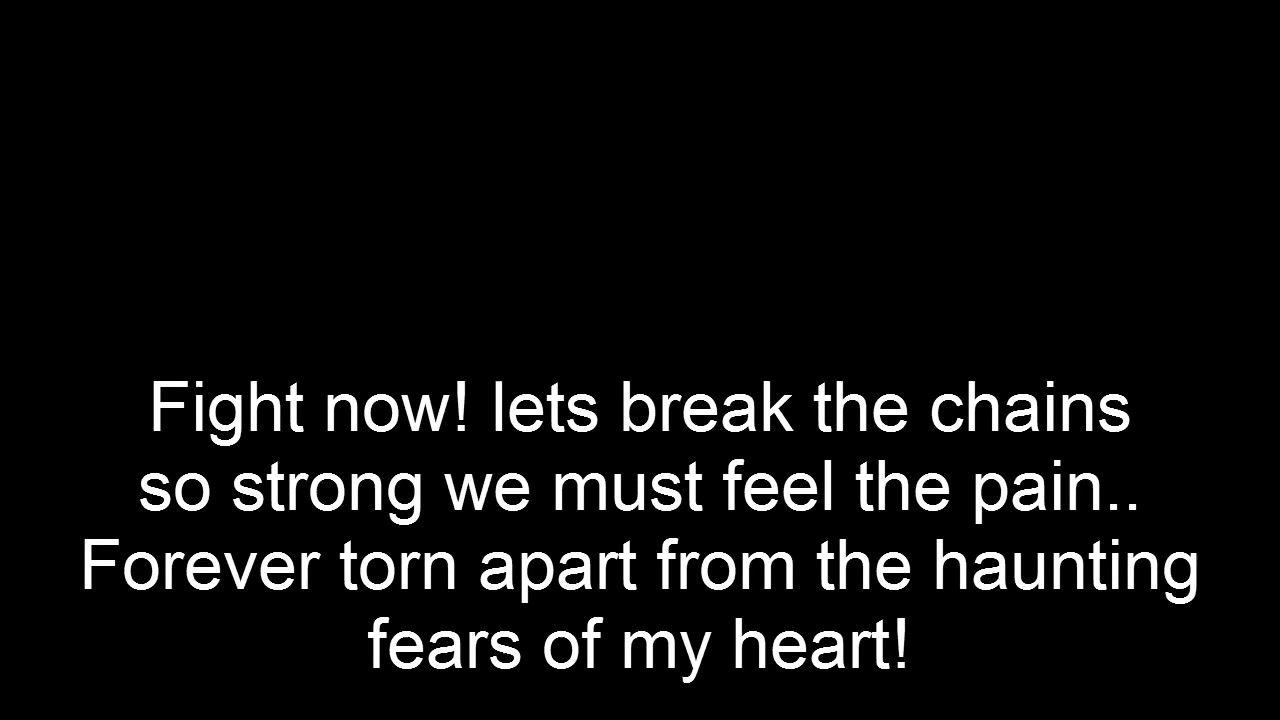 Fight now! lets break the chains
so strong we must feel the pain..
Forever torn apart from the haunting
fears of my heart!